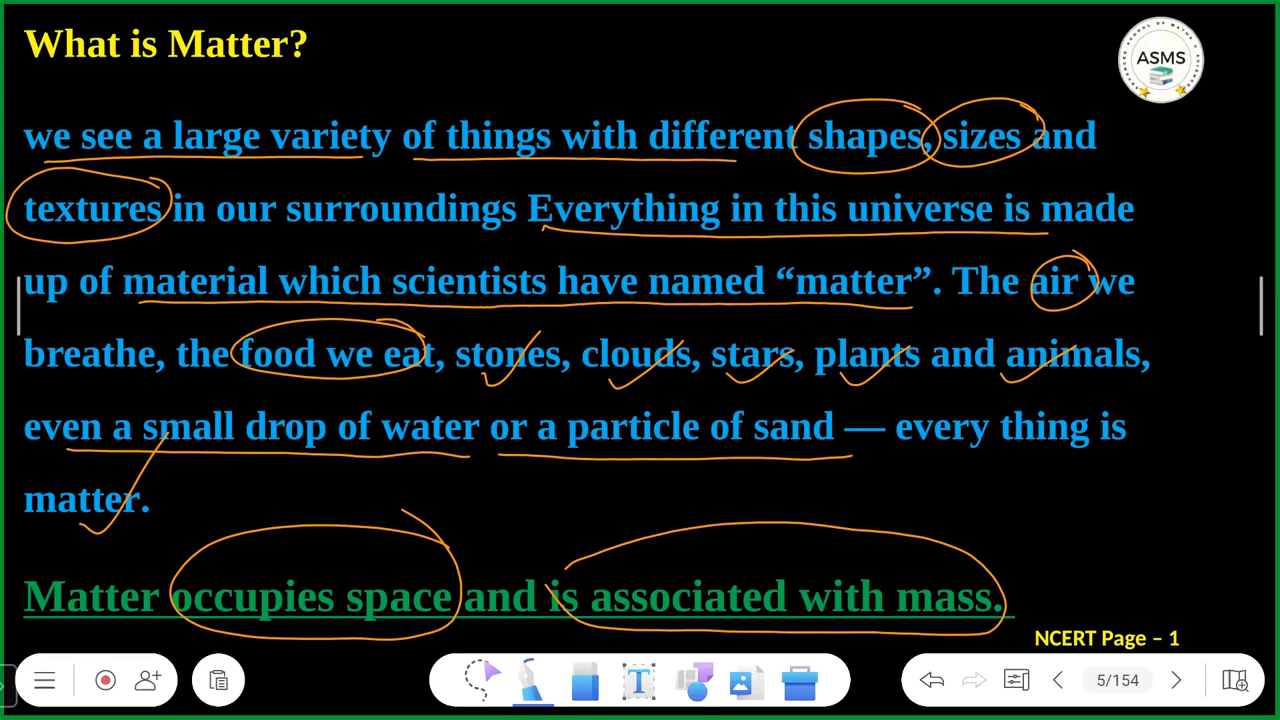 What is Matter?
ASMS
we see a large variety of things with different shapes, sizes and
textures in our surroundings Everything in this universe is made
up of material which scientists have named “matter”. The air we
breathe, the food we eat, stones, clouds, stars, plants and animals,
even a small drop of water or a particle of sand — every thing is
matter.
Matter occupies space and is associated with mass.
NCERT Page – 1
5/154